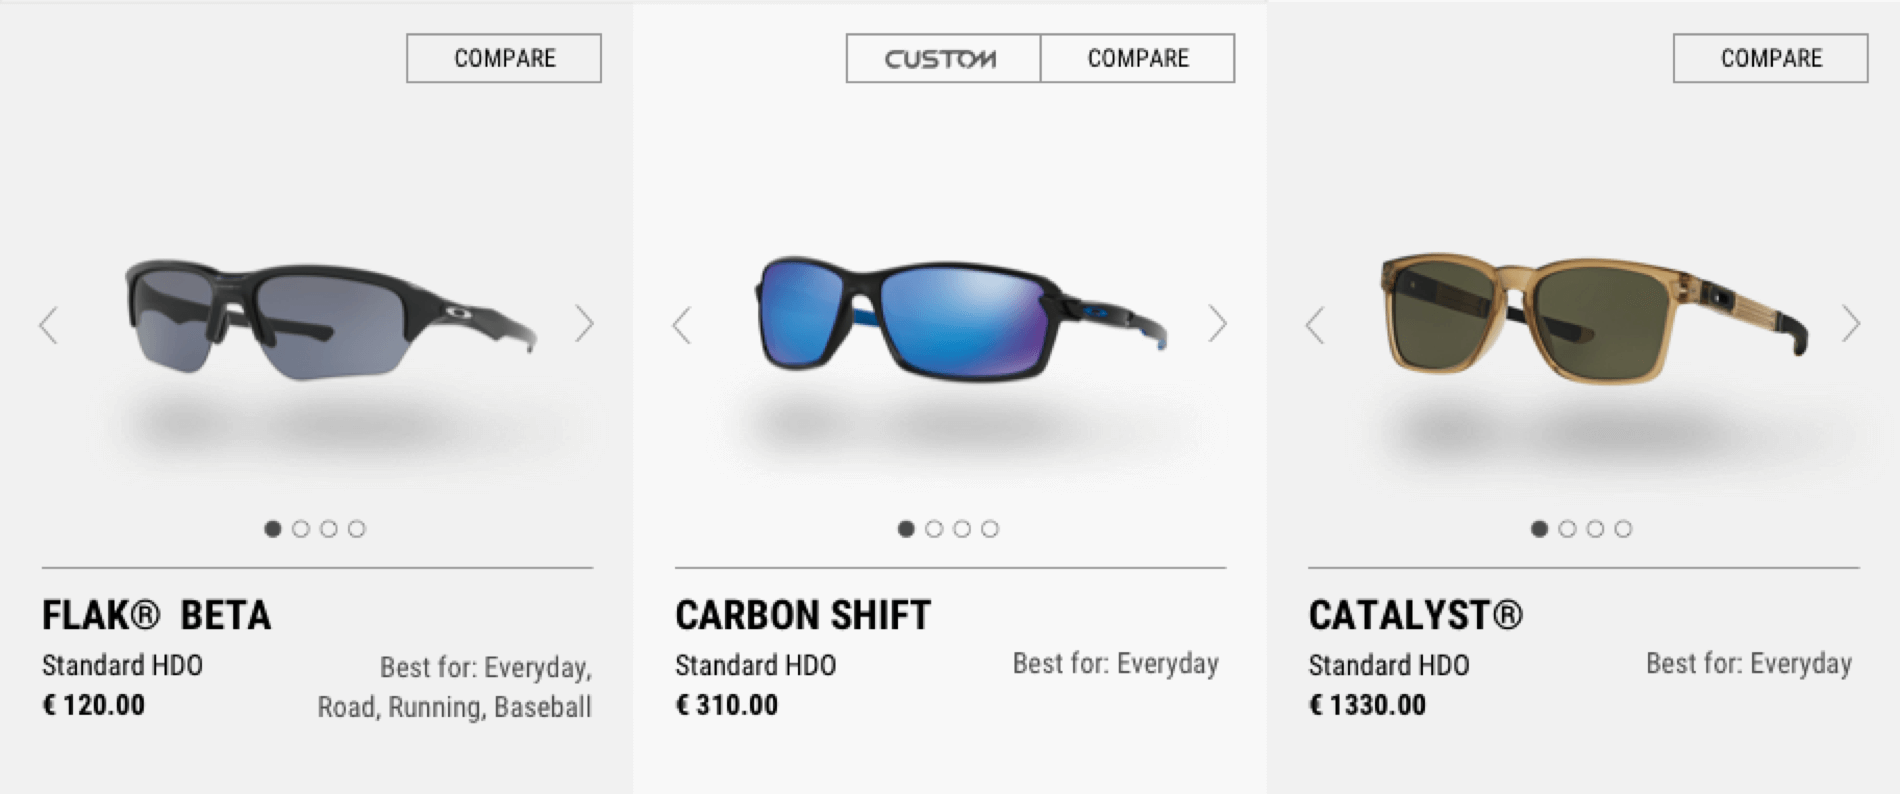 COMPARE
FLAK® BETA
Standard HDO
€ 120.00
Best for: Everyday,
Road, Running, Baseball
CUSTOM
COMPARE
CARBON SHIFT
Standard HDO
€ 310.00
Best for: Everyday
COMPARE
CATALYST®
Standard HDO
€ 1330.00
Best for: Everyday